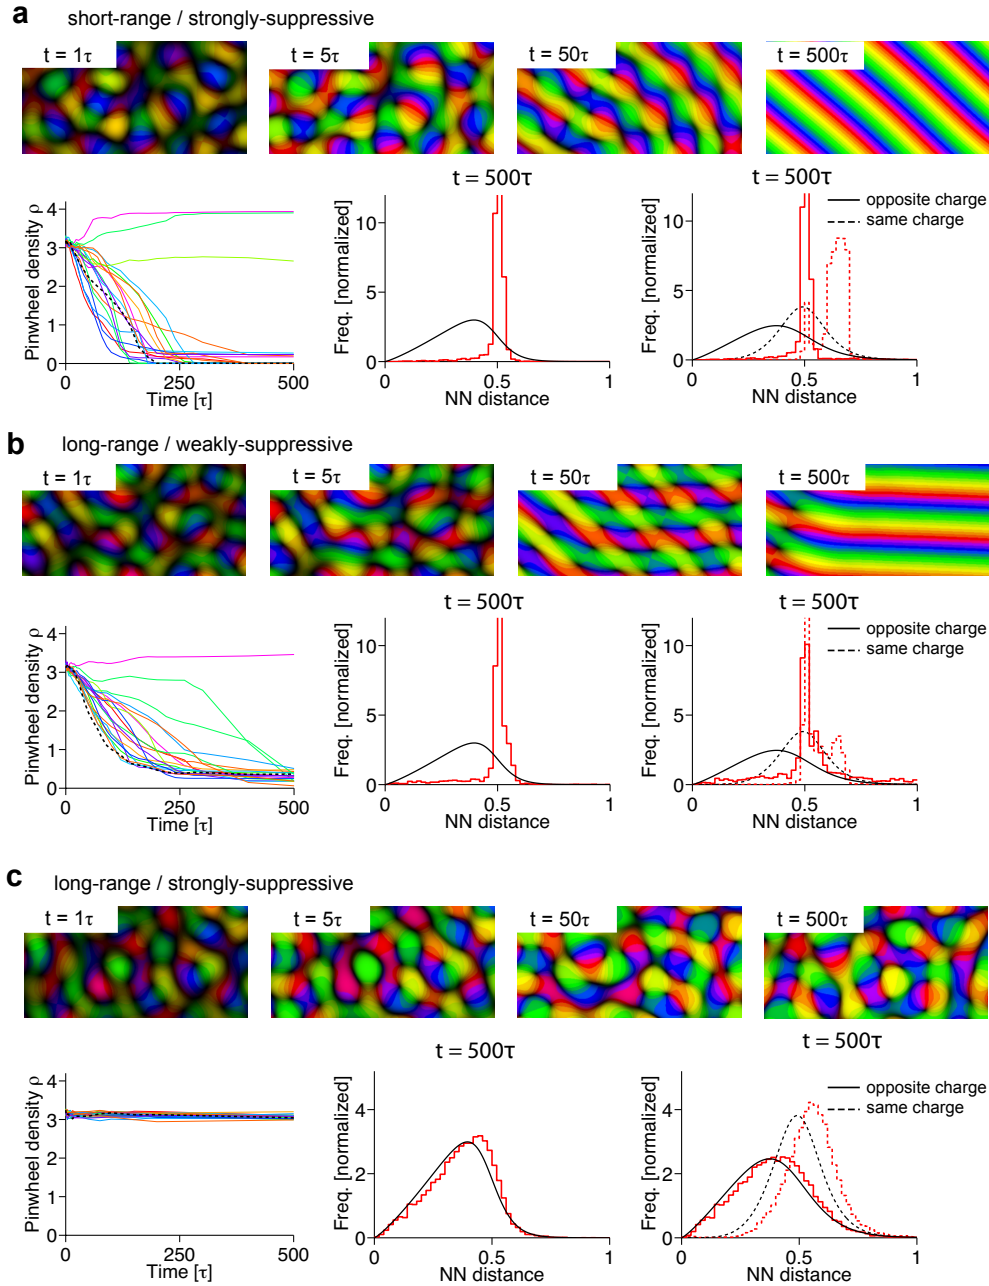 a short-range / strongly-suppressive
t = 1τ t = 5τ t = 50τ t = 500τ
t = 500τ t = 500τ
opposite charge
same charge
Pinwheel density ρ
4
3
2
1
0
0 250 500
Time [τ]
Freq. [normalized]
10
5
0
0 0.5 1
NN distance
Freq. [normalized]
10
5
0
0 0.5 1
NN distance
b long-range / weakly-suppressive
t = 1τ t = 5τ t = 50τ t = 500τ
t = 500τ t = 500τ
opposite charge
same charge
Pinwheel density ρ
4
3
2
1
0
0 250 500
Time [τ]
Freq. [normalized]
10
5
0
0 0.5 1
NN distance
Freq. [normalized]
10
5
0
0 0.5 1
NN distance
c long-range / strongly-suppressive
t = 1τ t = 5τ t = 50τ t = 500τ
t = 500τ t = 500τ
opposite charge
same charge
Pinwheel density ρ
4
3
2
1
0
0 250 500
Time [τ]
Freq. [normalized]
4
2
0
0 0.5 1
NN distance
Freq. [normalized]
4
2
0
0 0.5 1
NN distance